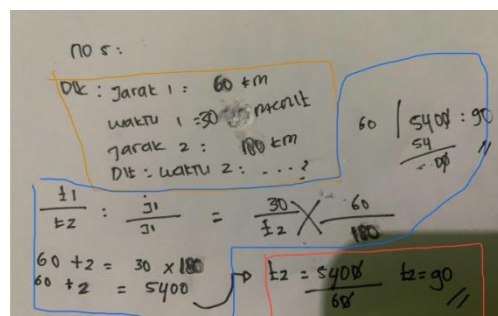 no 5 :
Dik : Jarak 1 : 60 km
waktu 1 = 30 menit
Jarak 2 : 180 km
Dit : waktu 2 : . . . . ?
60 / 5400 : 90
54
00
t1 / t2 : j1 / j1 = 30 / t2 × 60 / 180
60 t2 = 30 x 180
60 t2 = 5400
t2 = 5400 / 60 t2 = 90